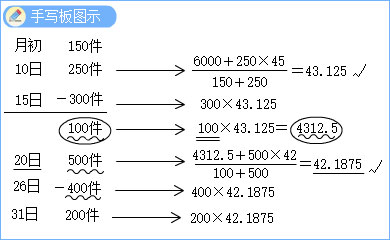 手写板图示
月初 150件
10日 250件 → (6000+250×45)/(150+250) =43.125 ✓
15日 -300件 → 300×43.125
100件 → 100×43.125= 4312.5
20日 500件 → (4312.5+500×42)/(100+500) =42.1875 ✓
26日 -400件 → 400×42.1875
31日 200件 → 200×42.1875